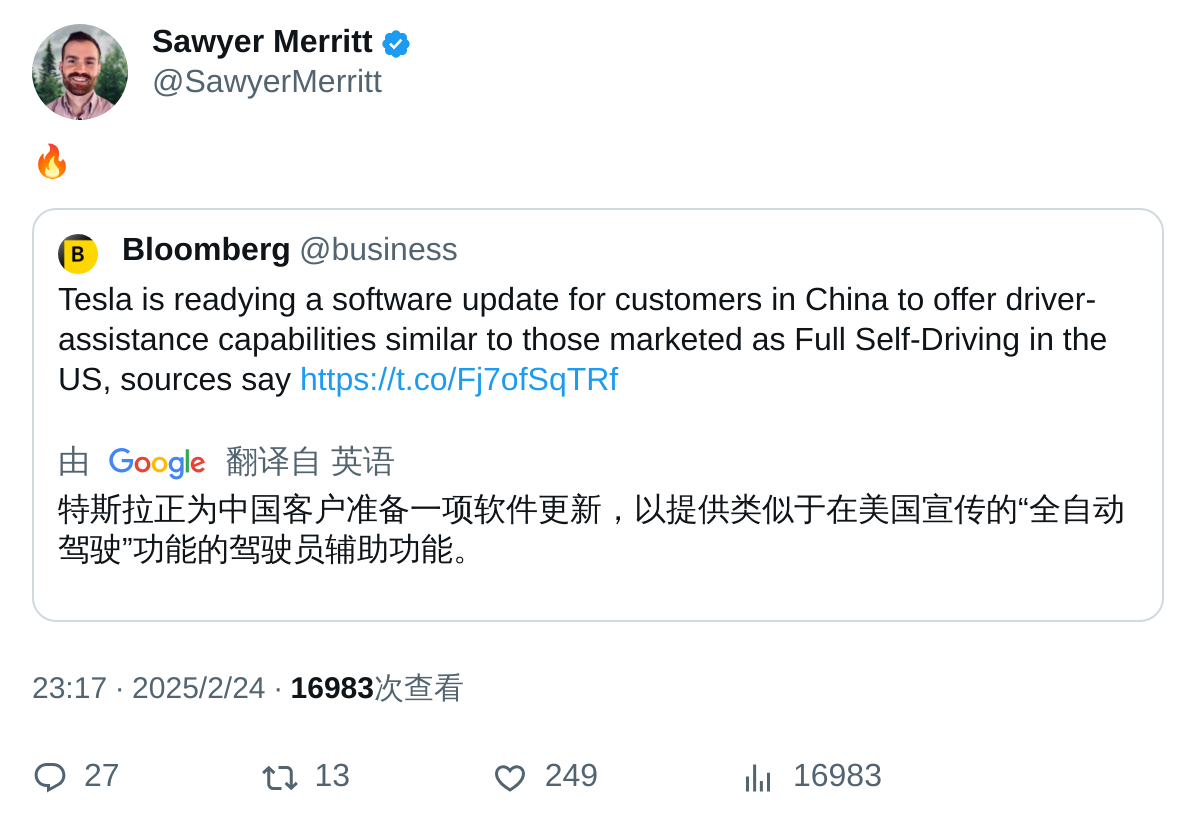 Sawyer Merritt
@SawyerMerritt
🔥
B Bloomberg @business
Tesla is readying a software update for customers in China to offer driver-
assistance capabilities similar to those marketed as Full Self-Driving in the
US, sources say https://t.co/Fj7ofSqTRf
由 Google 翻译自 英语
特斯拉正为中国客户准备一项软件更新，以提供类似于在美国宣传的“全自动
驾驶”功能的驾驶员辅助功能。
23:17 · 2025/2/24 · 16983次查看
27 13 249 16983